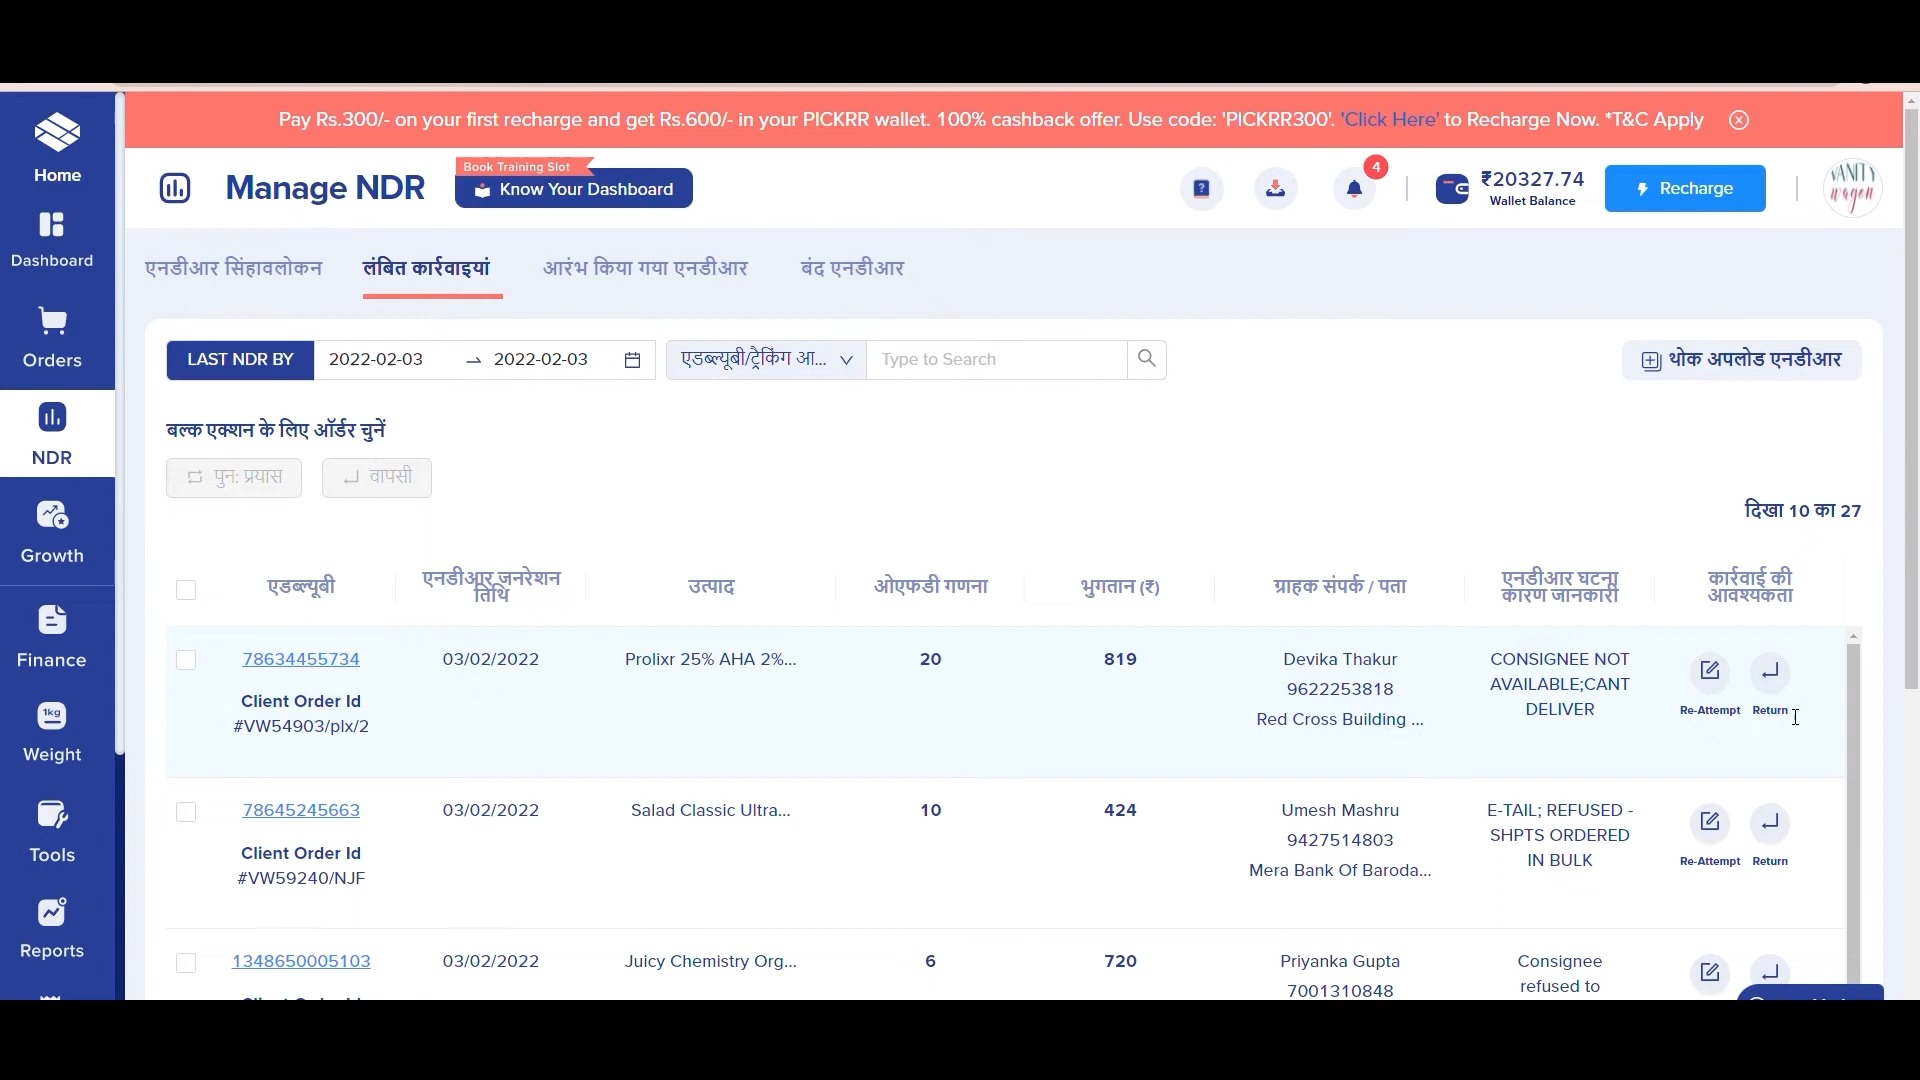 Pay Rs.300/- on your first recharge and get Rs.600/- in your PICKRR wallet. 100% cashback offer. Use code: 'PICKRR300'. 'Click Here' to Recharge Now. *T&C Apply
Home
Dashboard
Orders
NDR
Growth
Finance
1kg
Weight
Tools
Reports
Manage NDR
Book Training Slot
Know Your Dashboard
?
4
₹20327.74
Wallet Balance
Recharge
VANITY
wagon
एनडीआर सिंहावलोकन
लंबित कार्रवाइयां
आरंभ किया गया एनडीआर
बंद एनडीआर
LAST NDR BY
2022-02-03
2022-02-03
एडब्ल्यूबी/ट्रैकिंग आ...
Type to Search
थोक अपलोड एनडीआर
बल्क एक्शन के लिए ऑर्डर चुनें
पुन: प्रयास
वापसी
दिखा 10 का 27
एडब्ल्यूबी
एनडीआर जनरेशन
तिथि
उत्पाद
ओएफडी गणना
भुगतान (₹)
ग्राहक संपर्क / पता
एनडीआर घटना
कारण जानकारी
कार्रवाई की
आवश्यकता
78634455734
Client Order Id
#VW54903/plx/2
03/02/2022
Prolixr 25% AHA 2%...
20
819
Devika Thakur
9622253818
Red Cross Building ...
CONSIGNEE NOT
AVAILABLE;CANT
DELIVER
Re-Attempt
Return
78645245663
Client Order Id
#VW59240/NJF
03/02/2022
Salad Classic Ultra...
10
424
Umesh Mashru
9427514803
Mera Bank Of Baroda...
E-TAIL; REFUSED -
SHPTS ORDERED
IN BULK
Re-Attempt
Return
1348650005103
03/02/2022
Juicy Chemistry Org...
6
720
Priyanka Gupta
7001310848
Consignee
refused to